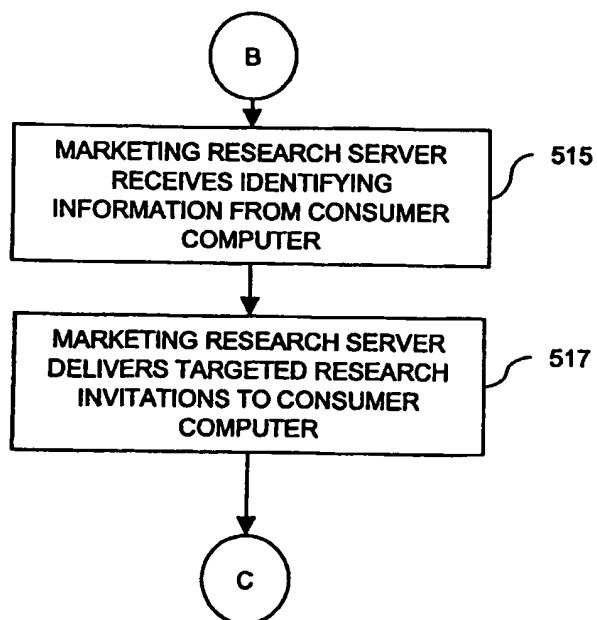 B
MARKETING RESEARCH SERVER
RECEIVES IDENTIFYING
INFORMATION FROM CONSUMER
COMPUTER
515
MARKETING RESEARCH SERVER
DELIVERS TARGETED RESEARCH
INVITATIONS TO CONSUMER
COMPUTER
517
C